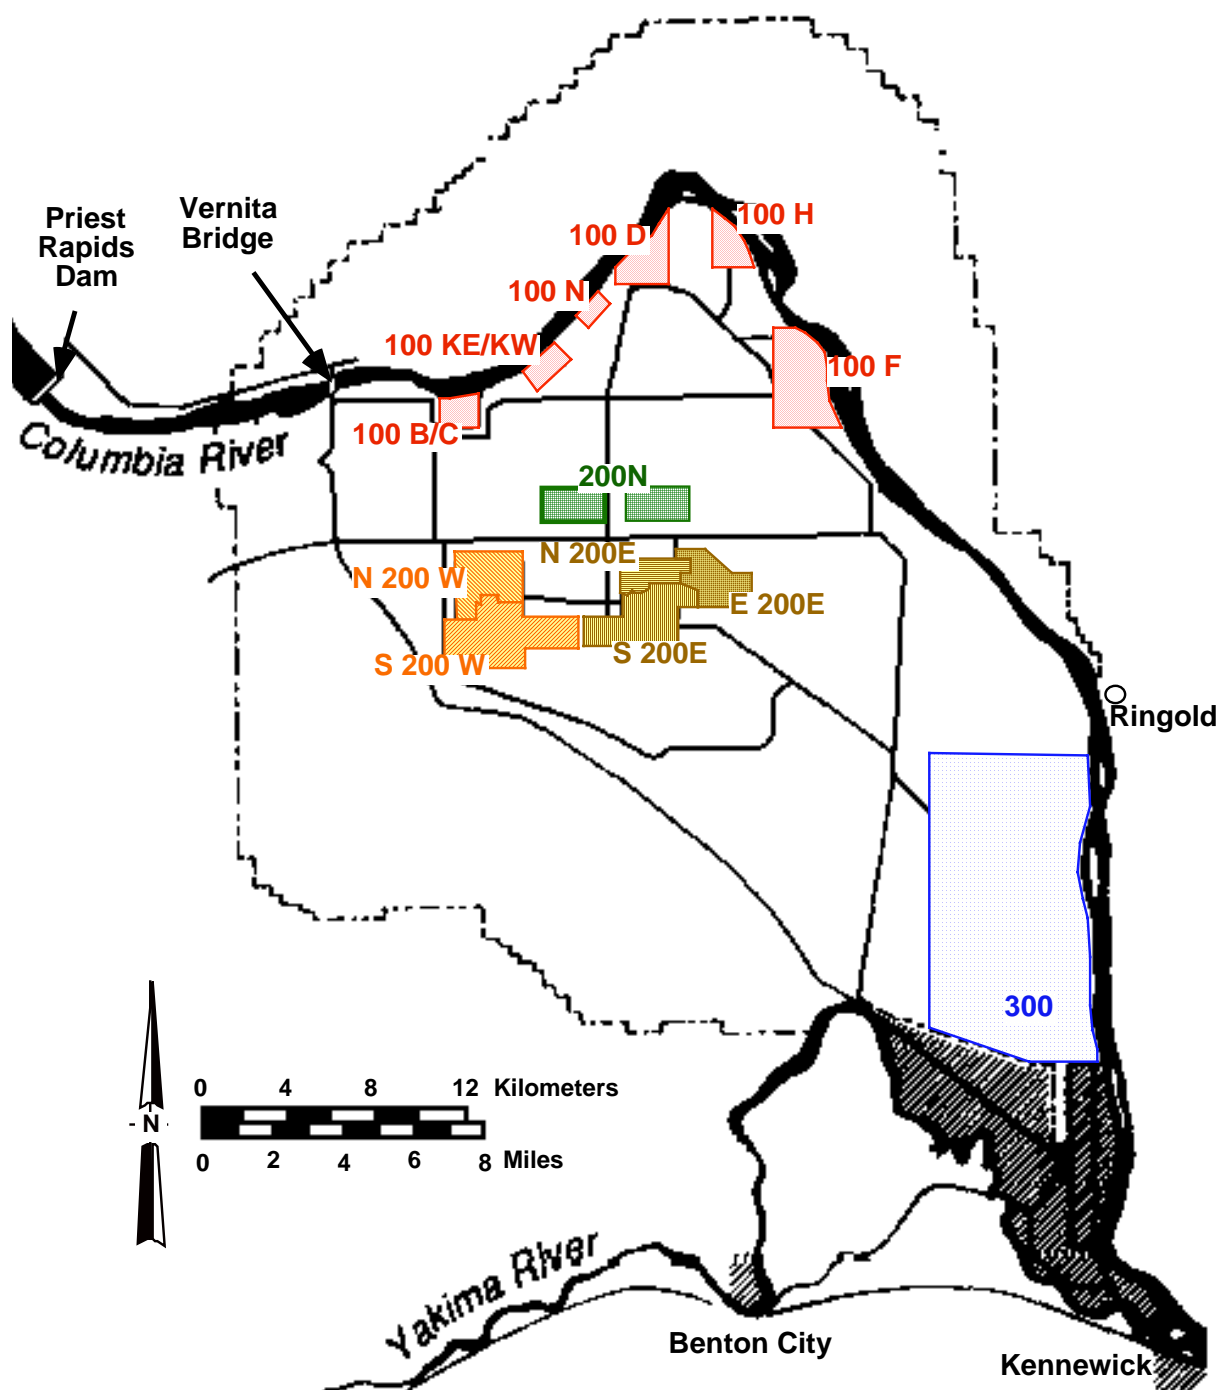 Priest
Rapids
Dam
Vernita
Bridge
100 H
100 D
100 N
100 KE/KW
100 F
100 B/C
Columbia River
200N
N 200E
N 200 W
E 200E
S 200E
S 200 W
Ringold
300
0 4 8 12 Kilometers
N
0 2 4 6 8 Miles
Yakima River
Benton City
Kennewick